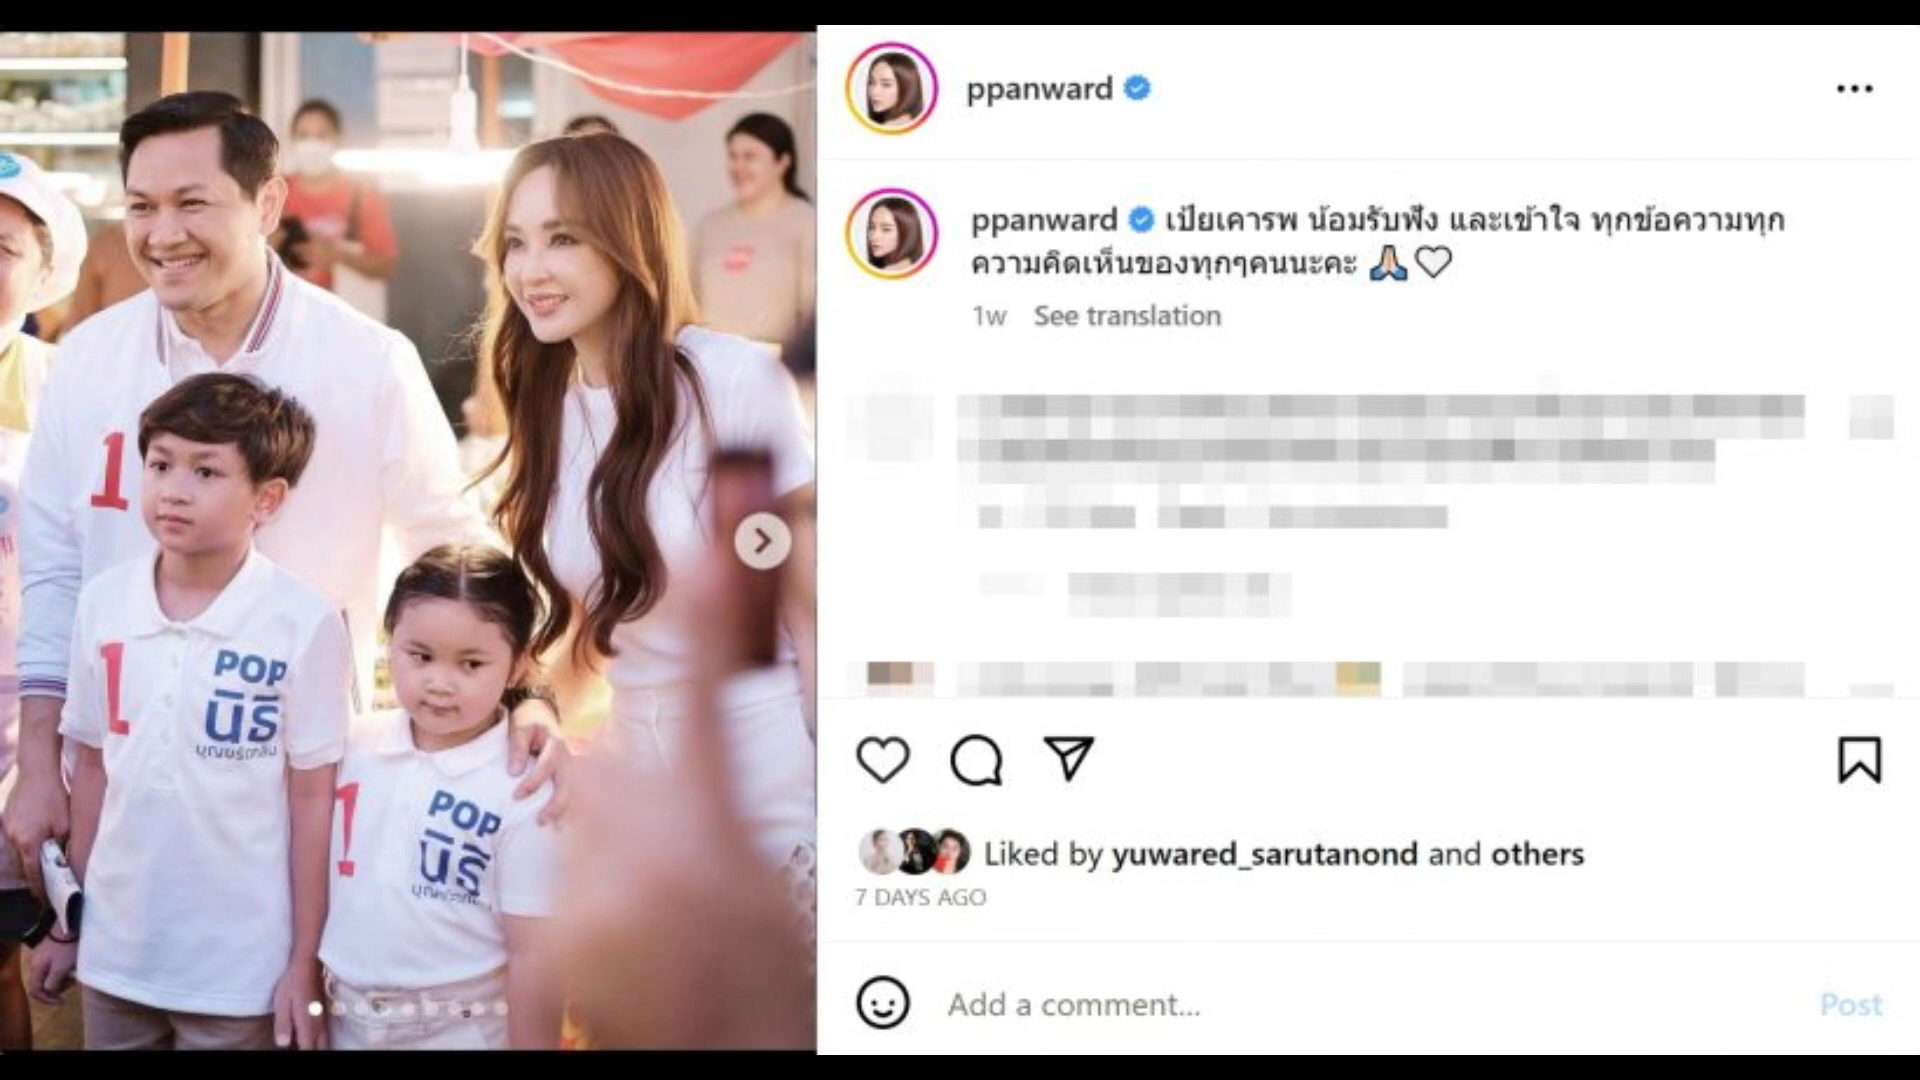 1
1
POP
นิธิ
1
POP
ppanward
ppanward เป้ยเคารพ น้อมรับฟัง และเข้าใจ ทุกข้อความทุก
ความคิดเห็นของทุกๆคนนะคะ 🙏🏻🤍
1w See translation
Liked by yuwared_sarutanond and others
7 DAYS AGO
Add a comment...
Post